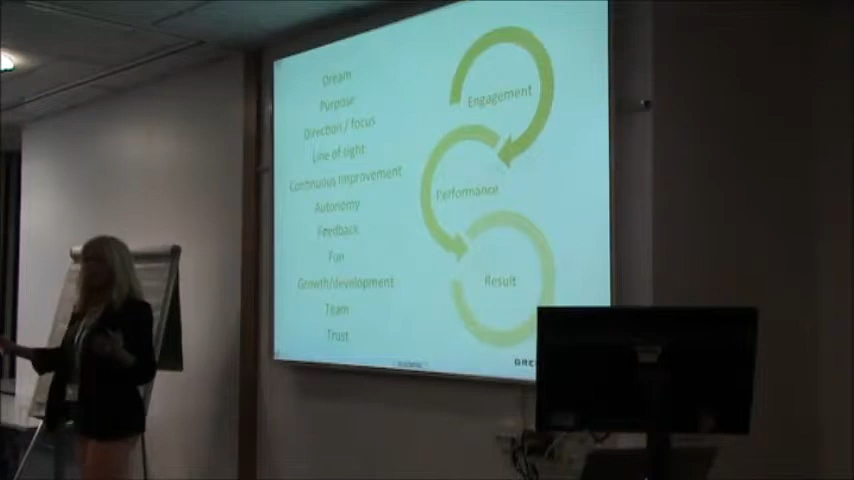 Dream
Purpose
Direction / focus
Line of sight
Continuous improvement
Autonomy
Feedback
Fun
Growth/development
Team
Trust
Engagement
Performance
Result